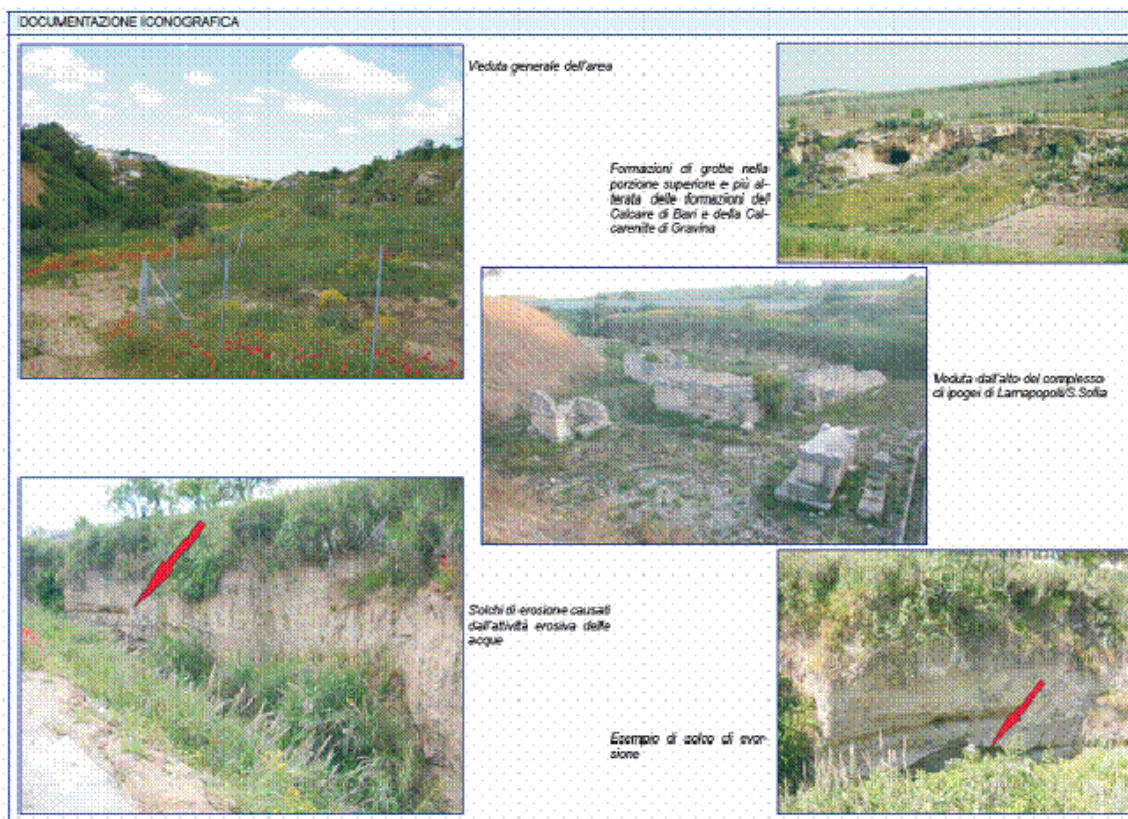 DOCUMENTAZIONE ICONOGRAFICA
Veduta generale dell'area
Formazioni di grotte nella
porzione superiore e più al-
terata delle formazioni del
Calcare di Bari e della Cal-
carenite di Gravina
Veduta dall'alto del complesso
di ipogei di Lamapopoli/S.Sofia
Solchi di erosione causati
dall'attività erosiva delle
acque
Esempio di solco di evor-
sione